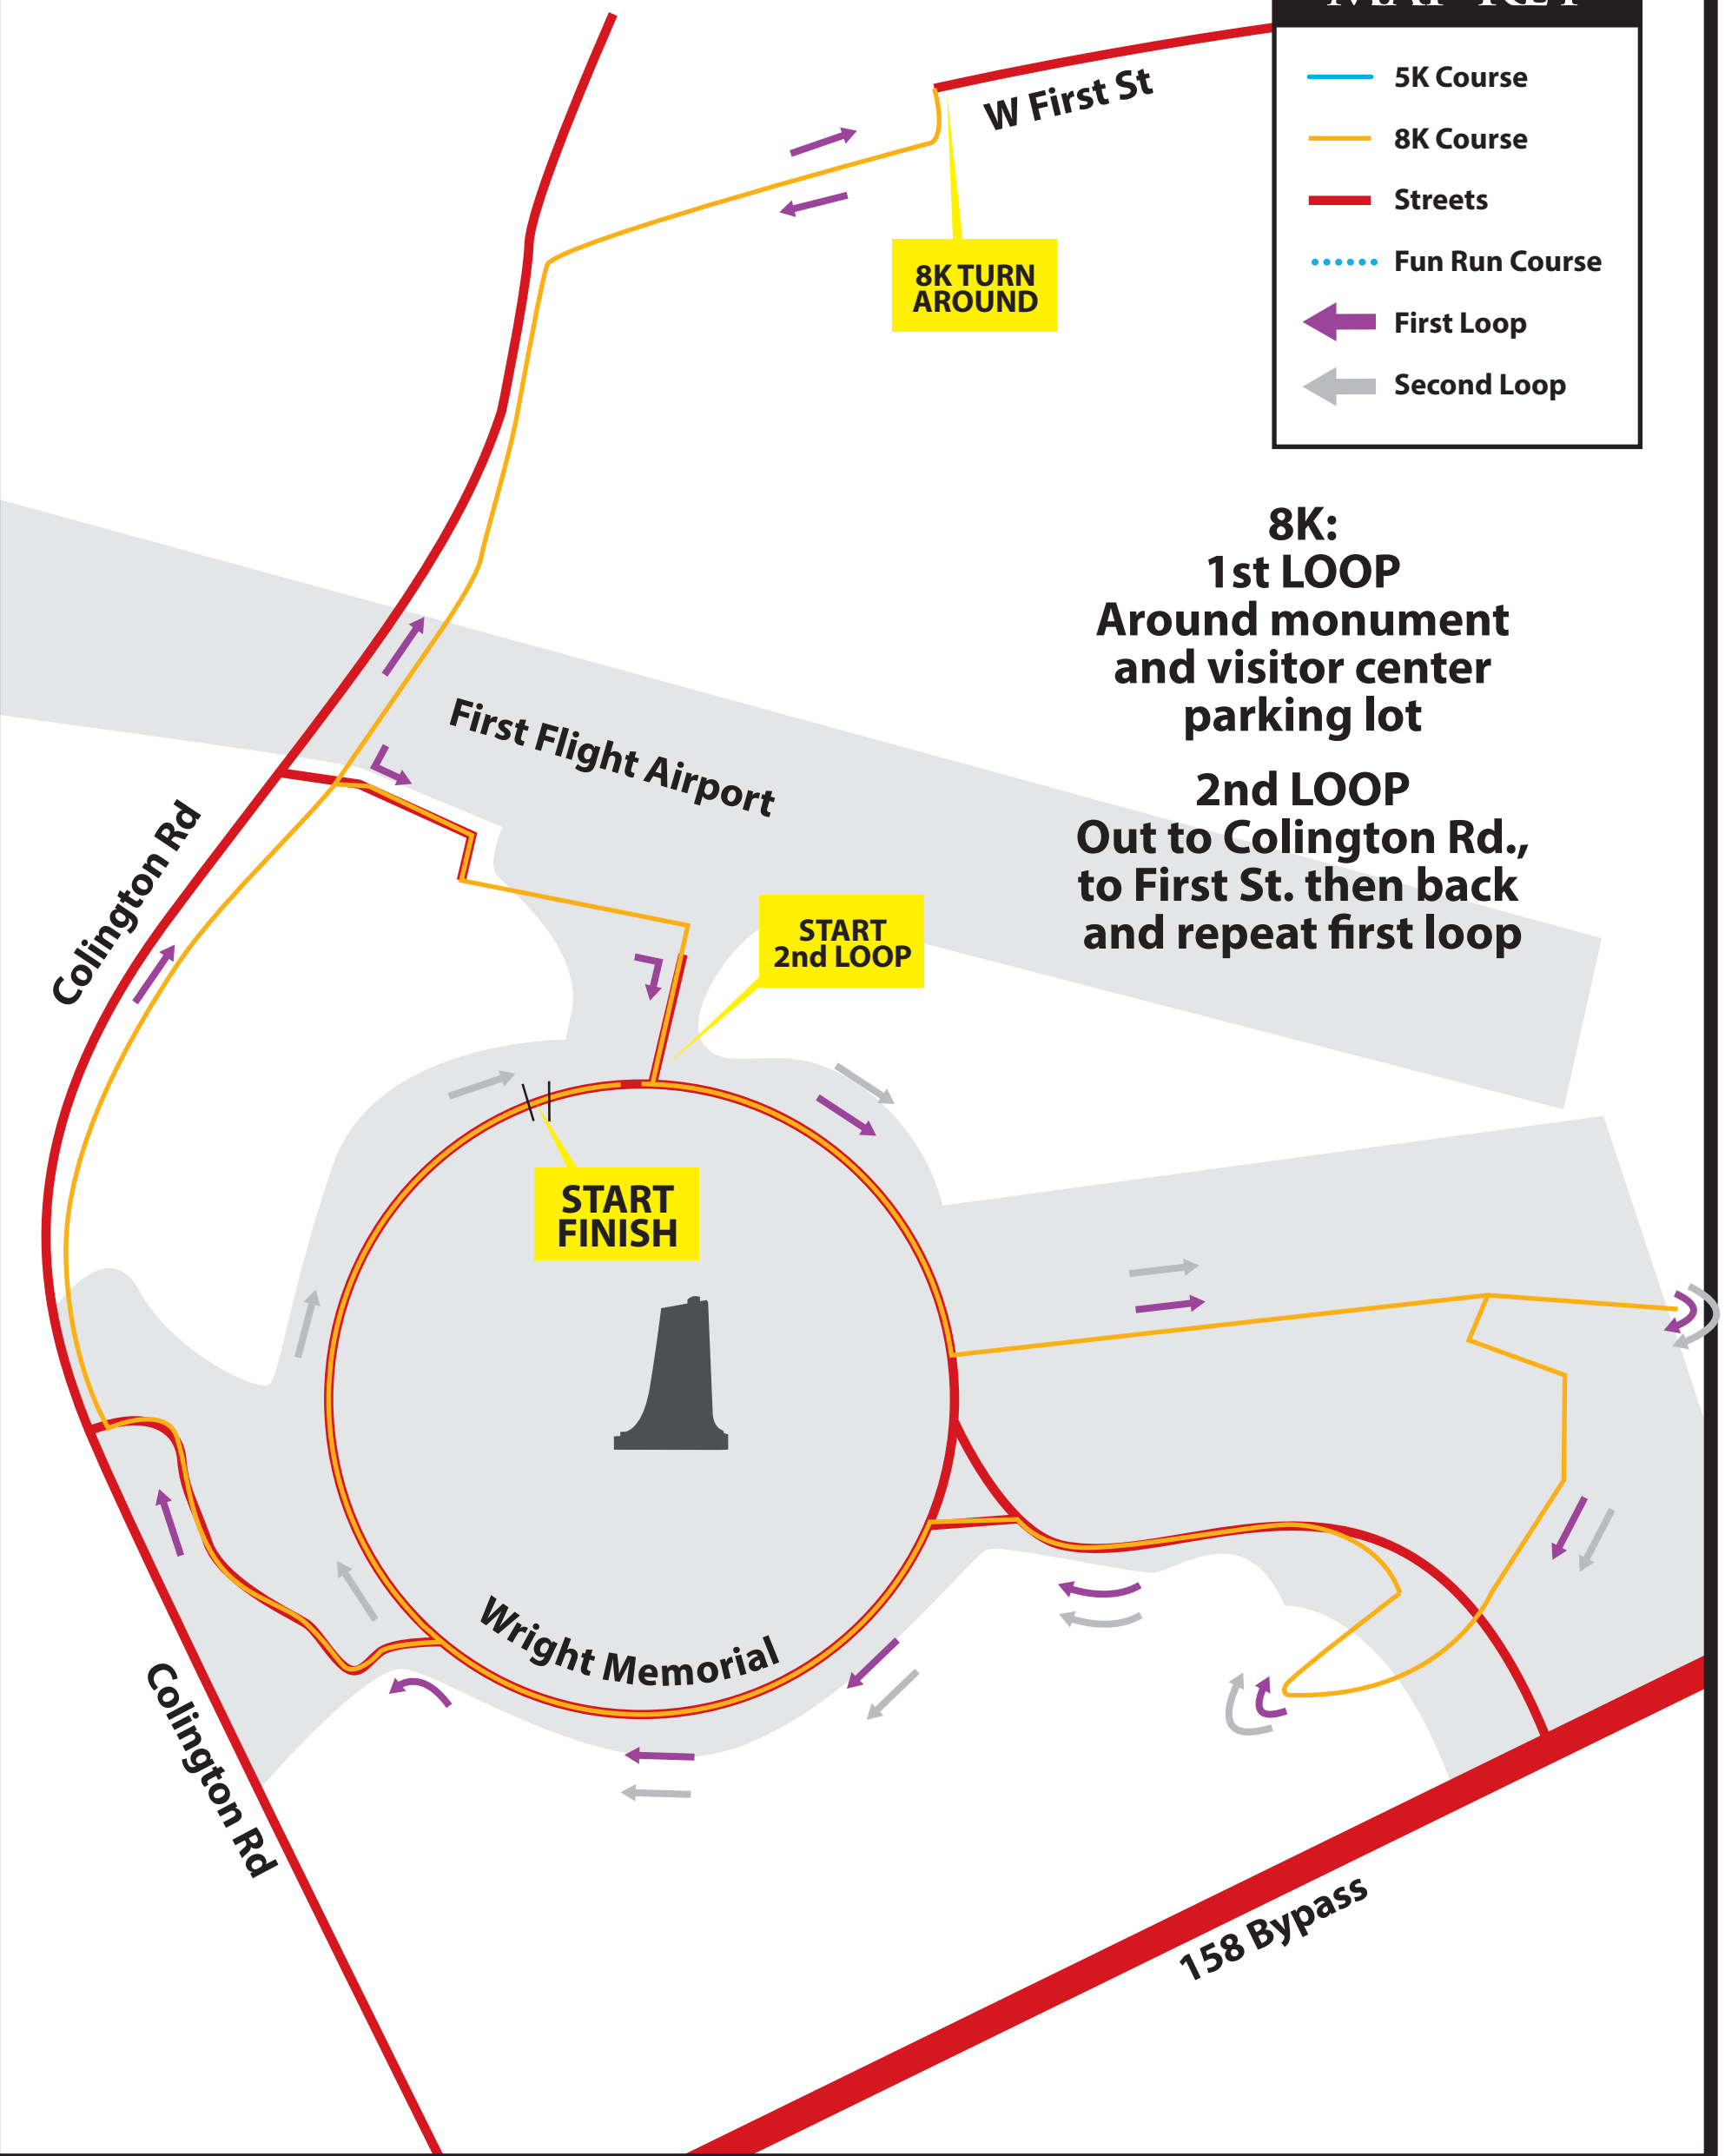 W First St
5K Course
8K Course
Streets
Fun Run Course
First Loop
Second Loop
8K TURN
AROUND
8K:
1st LOOP
Around monument
and visitor center
parking lot
2nd LOOP
Out to Colington Rd.,
to First St. then back
and repeat first loop
First Flight Airport
Colington Rd
START
2nd LOOP
START
FINISH
Wright Memorial
Colington Rd
158 Bypass